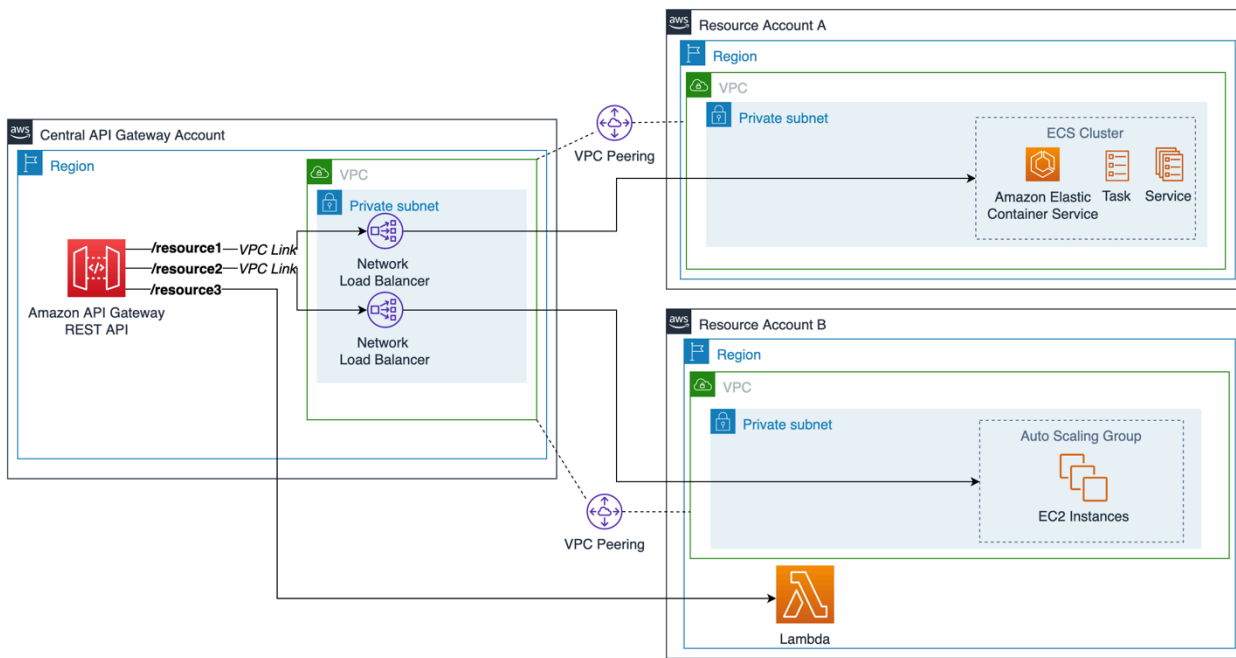 aws
Central API Gateway Account
Region
VPC
Private subnet
Amazon API Gateway
REST API
/resource1
VPC Link
/resource2
VPC Link
/resource3
Network
Load Balancer
Network
Load Balancer
VPC Peering
VPC Peering
aws
Resource Account A
Region
VPC
Private subnet
ECS Cluster
Amazon Elastic
Container Service
Task
Service
aws
Resource Account B
Region
VPC
Private subnet
Auto Scaling Group
EC2 Instances
Lambda